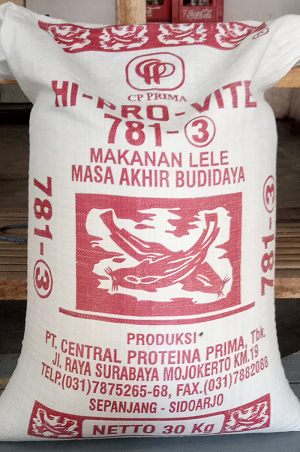 781-③
CP PRIMA
HI-PRO-VITE
781-③
MAKANAN LELE
MASA AKHIR BUDIDAYA
781-③
781-③
PRODUKSI
PT. CENTRAL PROTEINA PRIMA, Tbk.
Jl. RAYA SURABAYA MOJOKERTO KM.19
TELP.(031)7875265-68, FAX.(031)7882088
SEPANJANG - SIDOARJO
NETTO 30 Kg